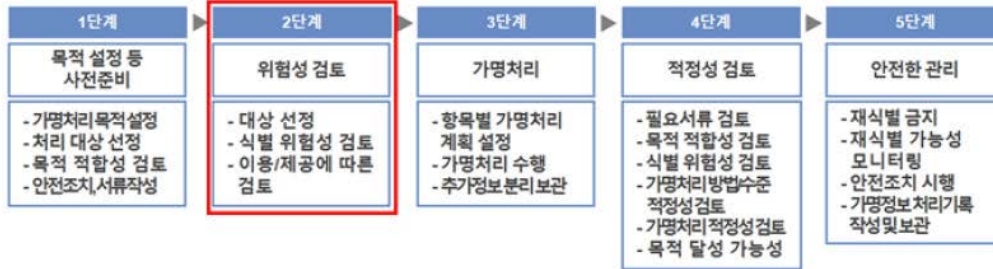 1단계
2단계
3단계
4단계
5단계
목적 설정 등
사전준비
위험성 검토
가명처리
적정성 검토
안전한 관리
- 가명처리목적설정
- 처리 대상 선정
- 목적 적합성 검토
- 안전조치,서류작성
- 대상 선정
- 식별 위험성 검토
- 이용/제공에 따른
검토
- 항목별 가명처리
계획 설정
- 가명처리 수행
- 추가정보분리보관
- 필요서류 검토
- 목적 적합성 검토
- 식별 위험성 검토
- 가명처리방법/수준
적정성검토
- 가명처리적정성검토
- 목적 달성 가능성
- 재식별 금지
- 재식별 가능성
모니터링
- 안전조치 시행
- 가명정보처리기록
작성및보관